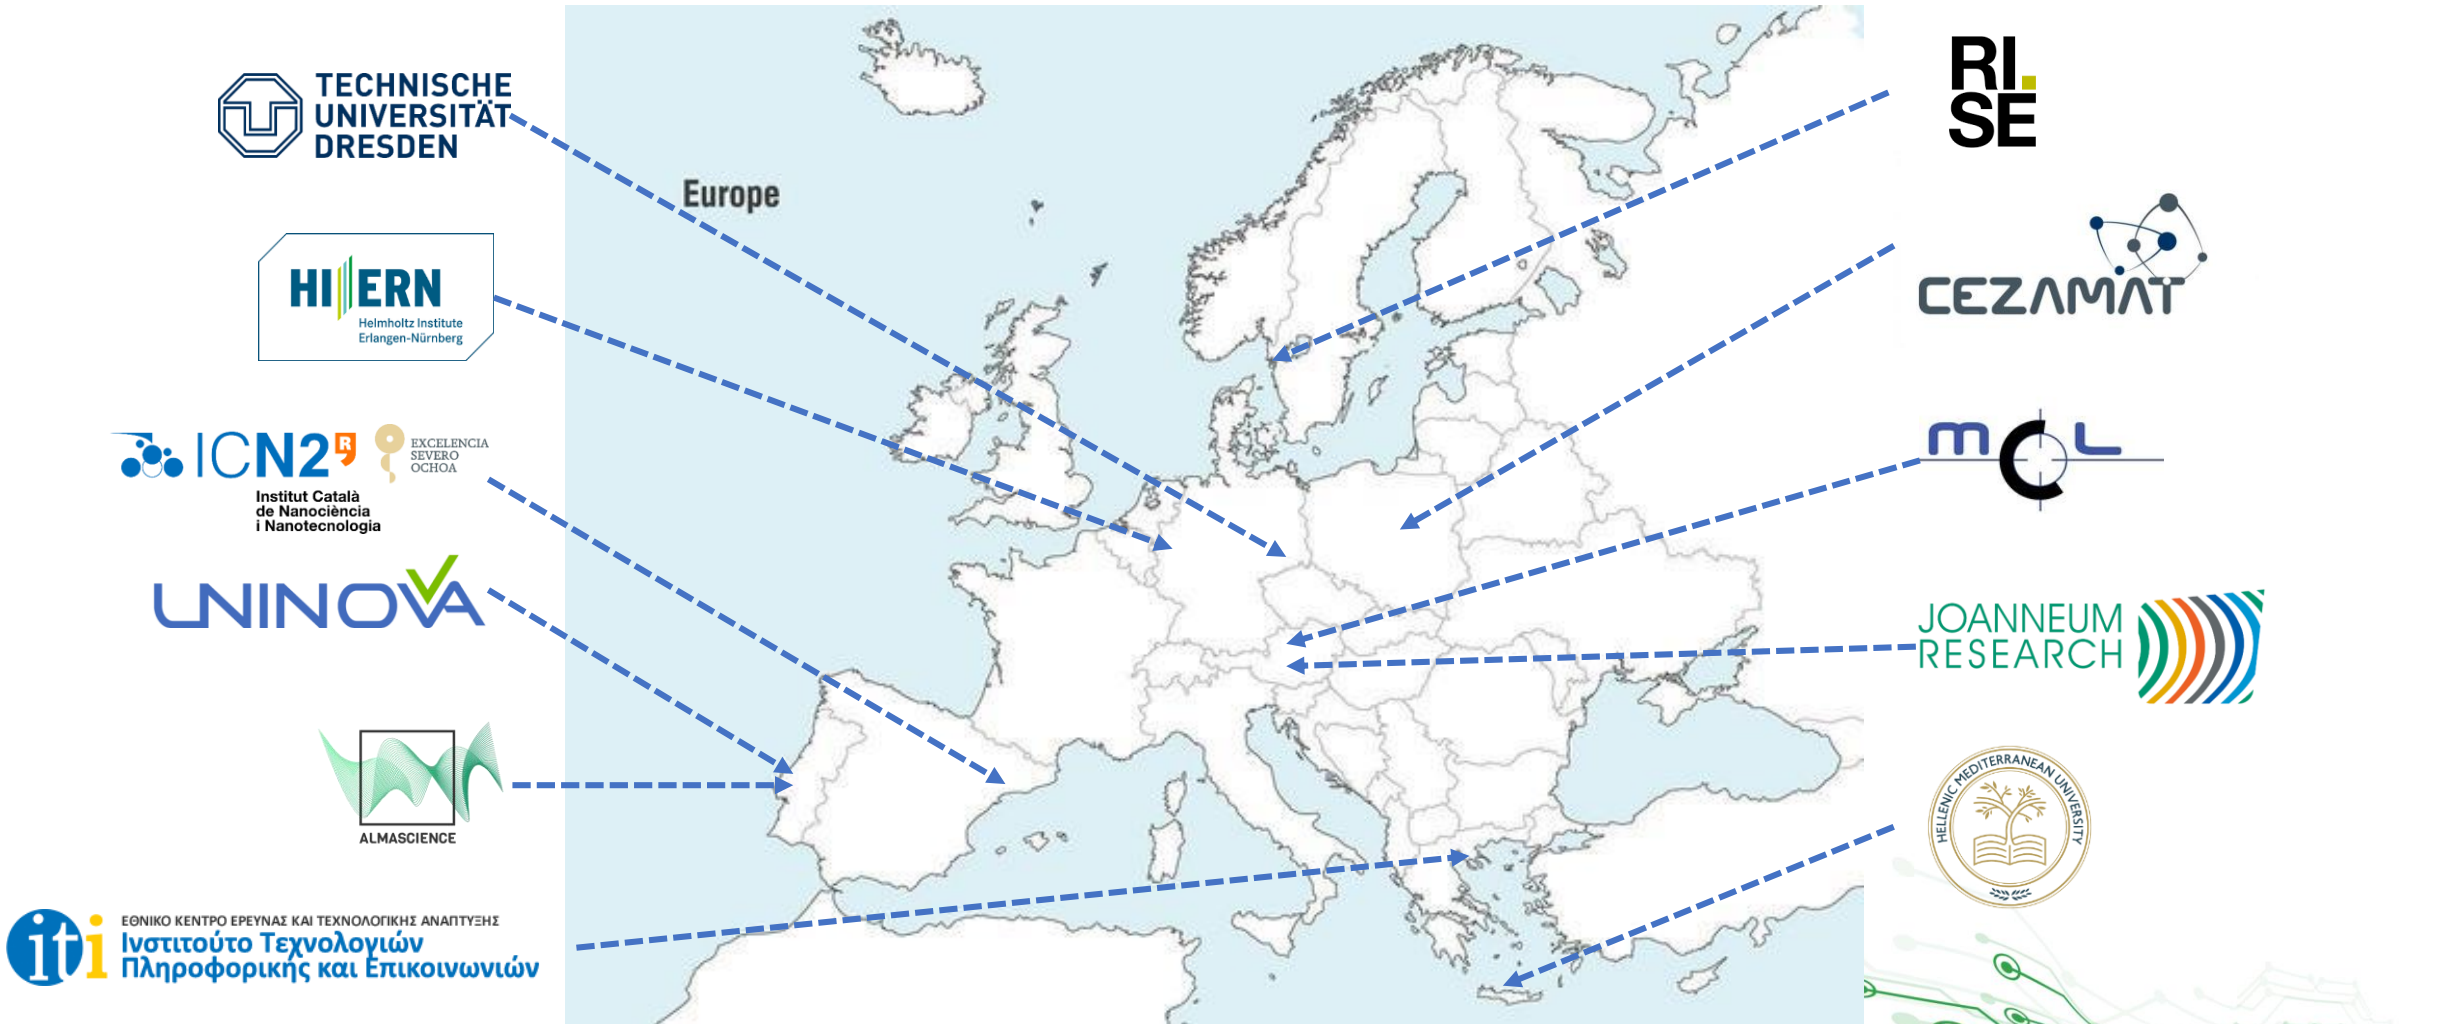 TECHNISCHE
UNIVERSITÄT
DRESDEN
HI ERN
Helmholtz Institute
Erlangen-Nürnberg
ICN2 R
EXCELENCIA
SEVERO
OCHOA
Institut Català
de Nanociència
i Nanotecnologia
UNINOVA
ALMASCIENCE
iti
ΕΘΝΙΚΟ ΚΕΝΤΡΟ ΕΡΕΥΝΑΣ ΚΑΙ ΤΕΧΝΟΛΟΓΙΚΗΣ ΑΝΑΠΤΥΞΗΣ
Ινστιτούτο Τεχνολογιών
Πληροφορικής και Επικοινωνιών
Europe
RI.
SE
CEZAMAT
mCL
JOANNEUM
RESEARCH
HELLENIC MEDITERRANEAN UNIVERSITY